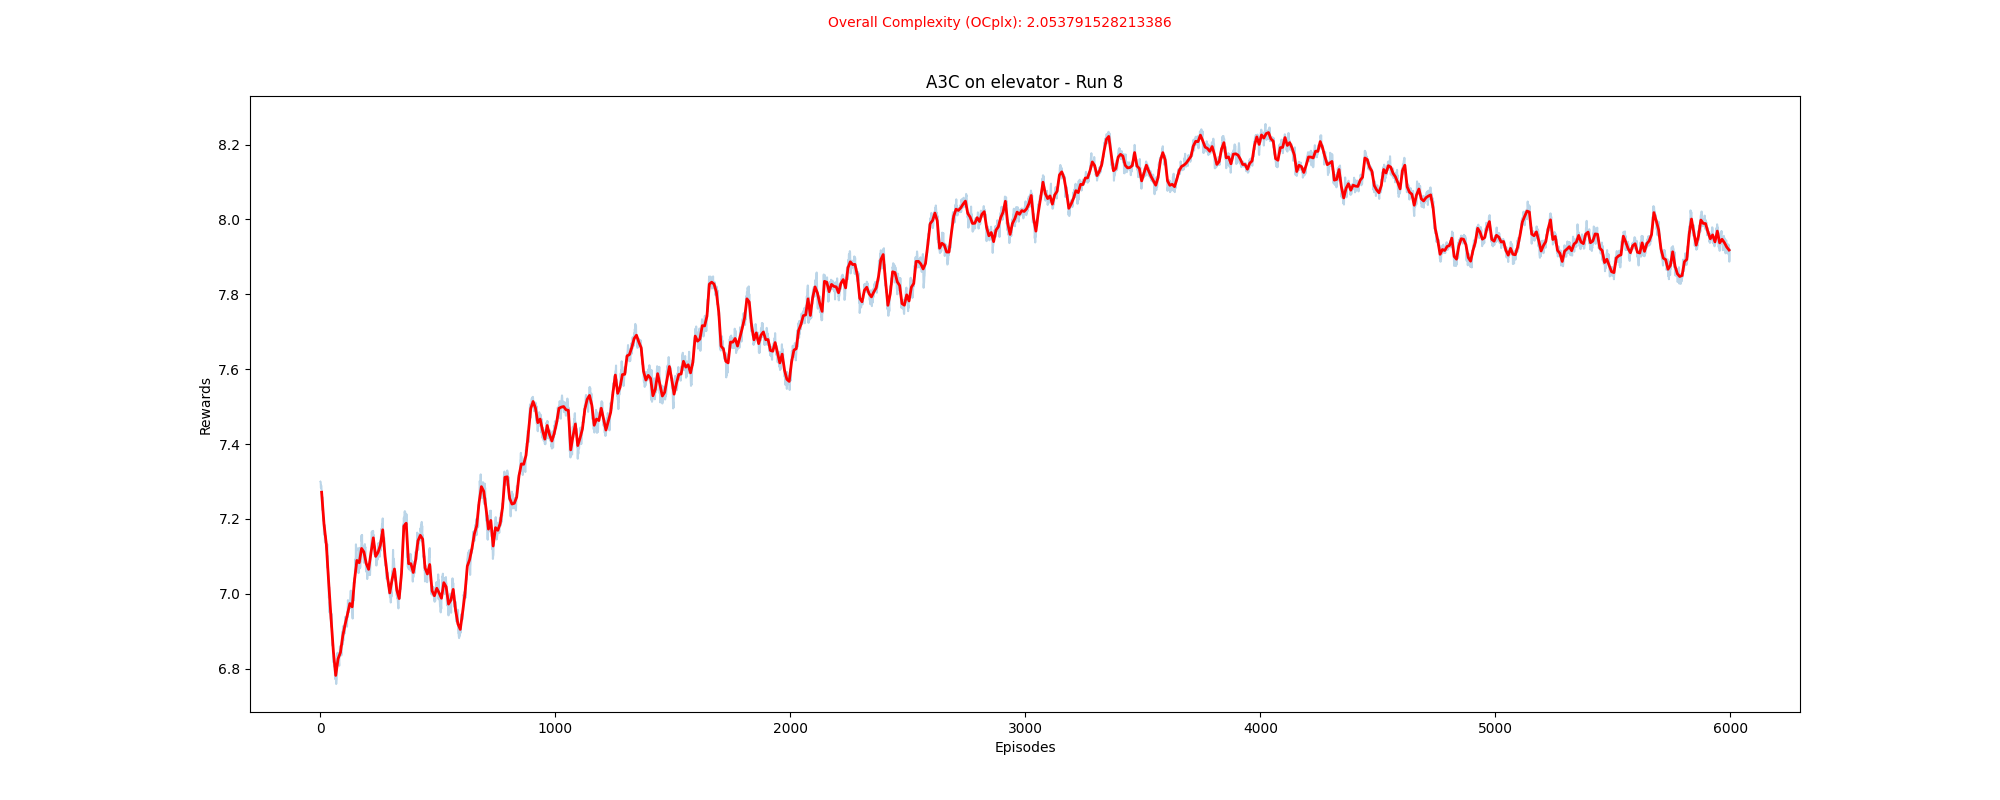 Overall Complexity (OCplx): 2.053791528213386
A3C on elevator - Run 8
8.2
8.0
7.8
7.6
7.4
7.2
7.0
6.8
Rewards
0 1000 2000 3000 4000 5000 6000
Episodes